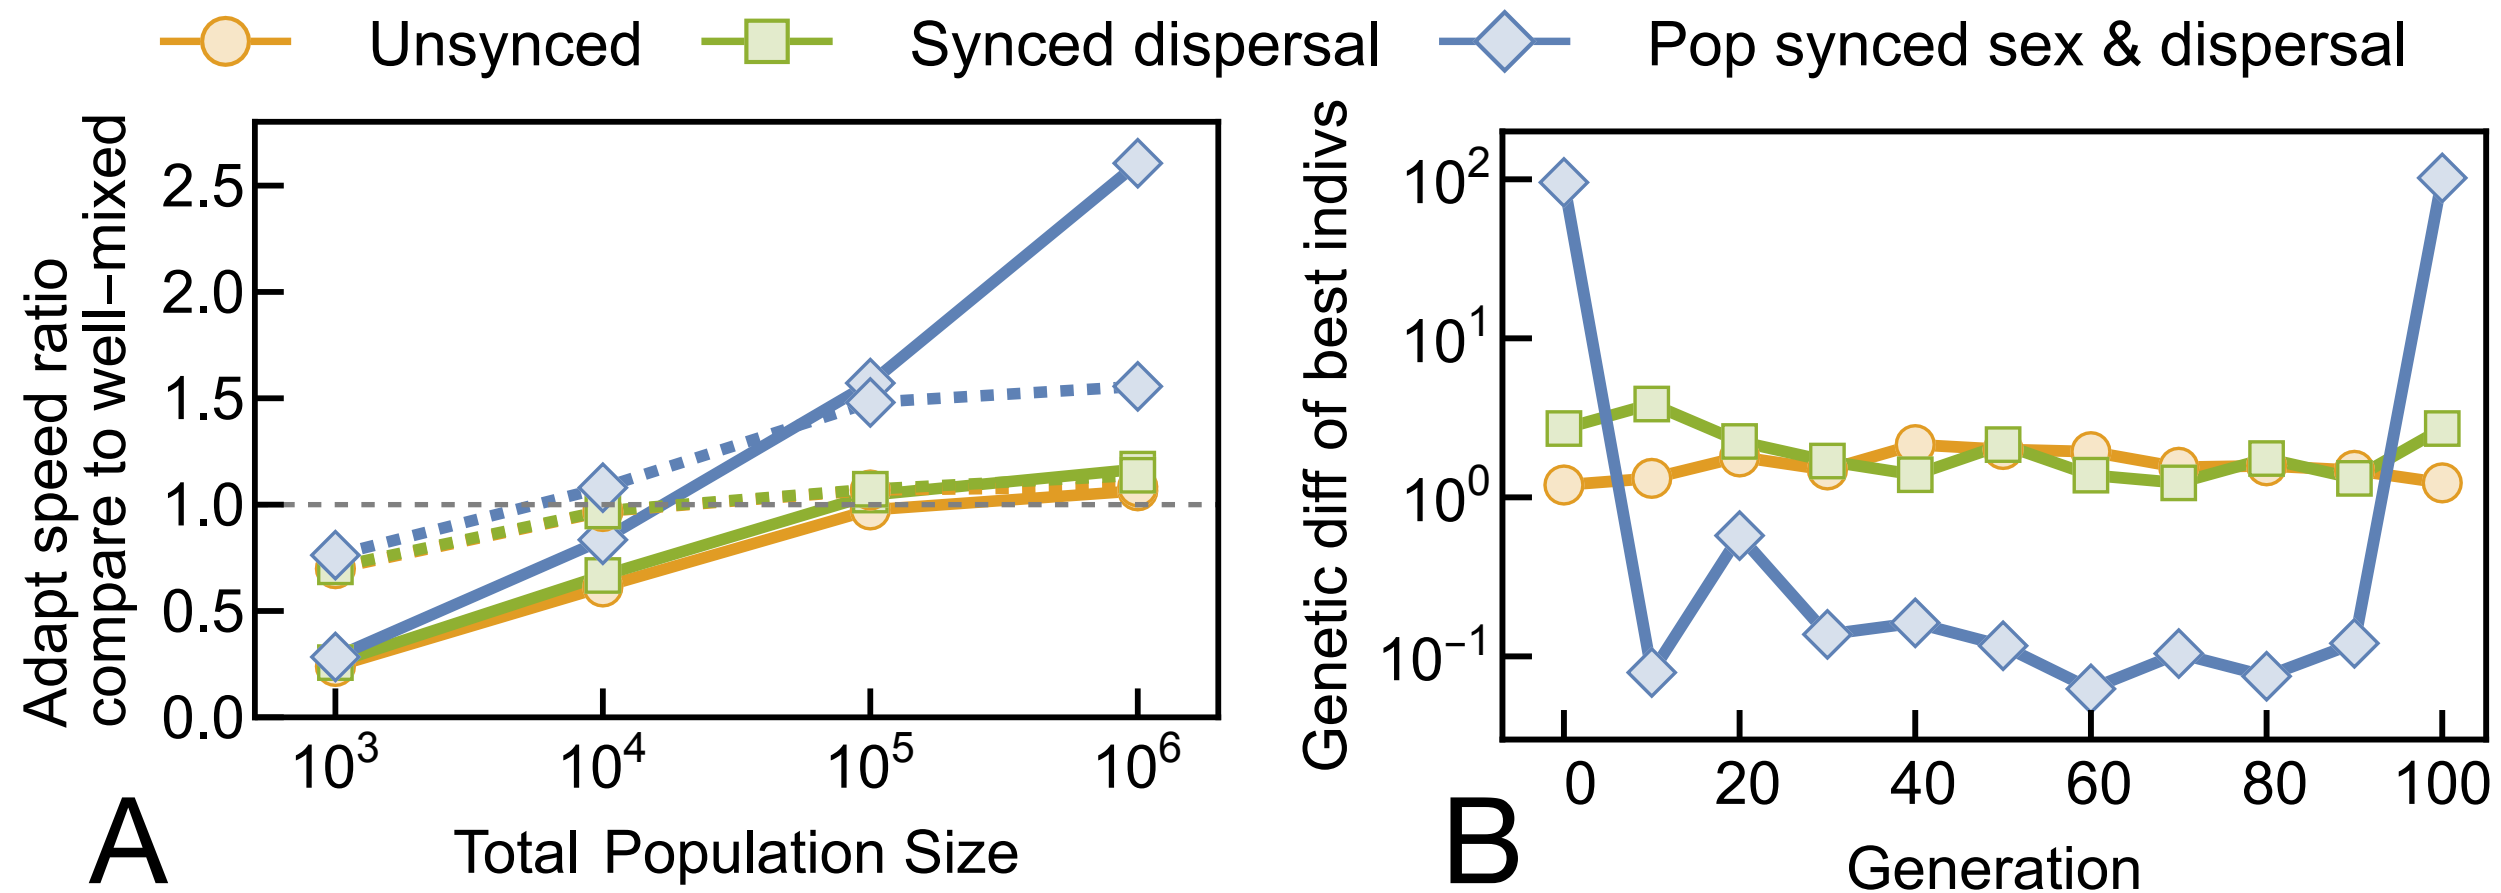 Unsynced
Synced dispersal
Pop synced sex & dispersal
Adapt speed ratio
compare to well−mixed
2.5
2.0
1.5
1.0
0.5
0.0
10³
10⁴
10⁵
10⁶
Total Population Size
A
Genetic diff of best indivs
10²
10¹
10⁰
10⁻¹
0
20
40
60
80
100
Generation
B